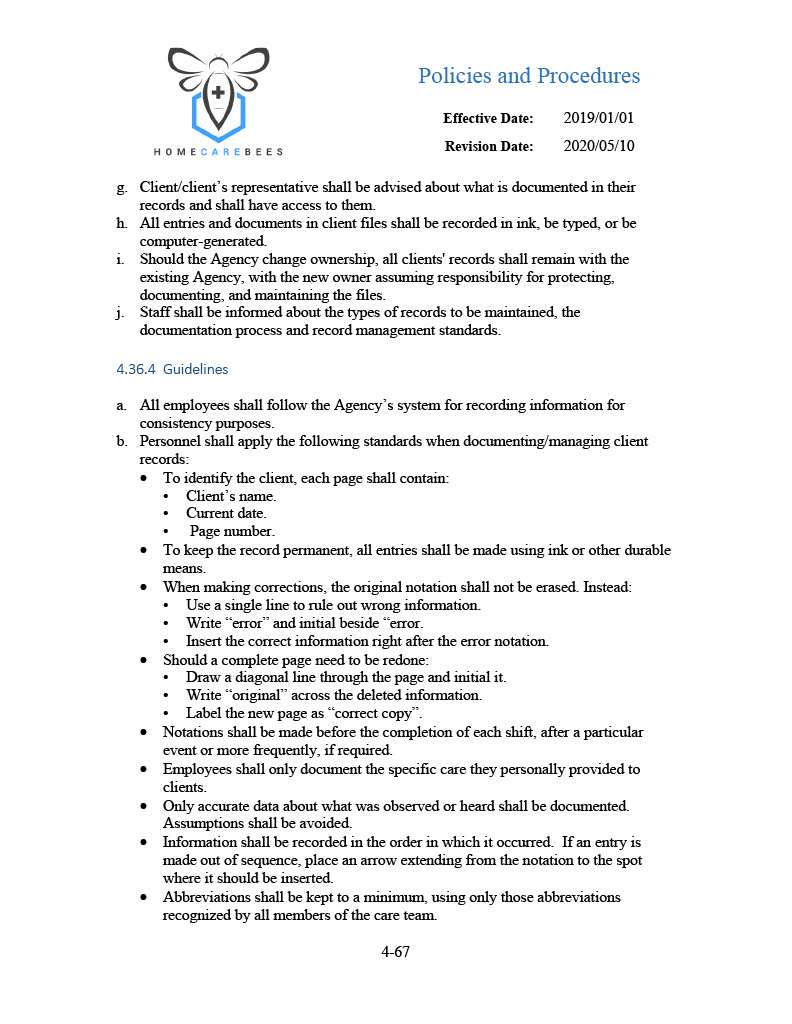 Policies and Procedures
Effective Date: 2019/01/01
Revision Date: 2020/05/10
HOMECAREBEES
g. Client/client’s representative shall be advised about what is documented in their
records and shall have access to them.
h. All entries and documents in client files shall be recorded in ink, be typed, or be
computer-generated.
i. Should the Agency change ownership, all clients' records shall remain with the
existing Agency, with the new owner assuming responsibility for protecting,
documenting, and maintaining the files.
j. Staff shall be informed about the types of records to be maintained, the
documentation process and record management standards.
4.36.4 Guidelines
a. All employees shall follow the Agency’s system for recording information for
consistency purposes.
b. Personnel shall apply the following standards when documenting/managing client
records:
• To identify the client, each page shall contain:
• Client’s name.
• Current date.
• Page number.
• To keep the record permanent, all entries shall be made using ink or other durable
means.
• When making corrections, the original notation shall not be erased. Instead:
• Use a single line to rule out wrong information.
• Write “error” and initial beside “error.
• Insert the correct information right after the error notation.
• Should a complete page need to be redone:
• Draw a diagonal line through the page and initial it.
• Write “original” across the deleted information.
• Label the new page as “correct copy”.
• Notations shall be made before the completion of each shift, after a particular
event or more frequently, if required.
• Employees shall only document the specific care they personally provided to
clients.
• Only accurate data about what was observed or heard shall be documented.
Assumptions shall be avoided.
• Information shall be recorded in the order in which it occurred. If an entry is
made out of sequence, place an arrow extending from the notation to the spot
where it should be inserted.
• Abbreviations shall be kept to a minimum, using only those abbreviations
recognized by all members of the care team.
4-67